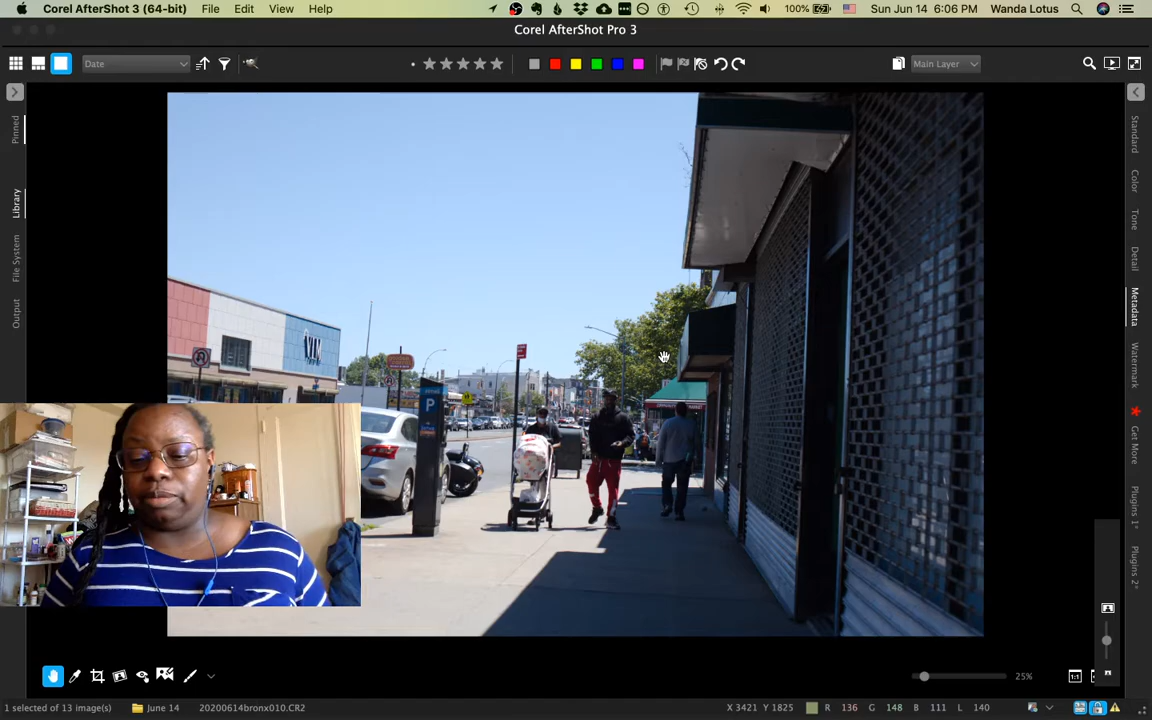 Corel AfterShot 3 (64-bit) File Edit View Help 100% Sun Jun 14 6:06 PM Wanda Lotus
Corel AfterShot Pro 3
Date Main Layer
Pinned
Library
File System
Output
Standard
Color
Tone
Detail
Metadata
Watermark
Get More
Plugins 1*
Plugins 2*
VIM
P
25% 1:1
1 selected of 13 image(s) June 14 20200614bronx010.CR2 X 3421 Y 1825 R 136 G 148 B 111 L 140